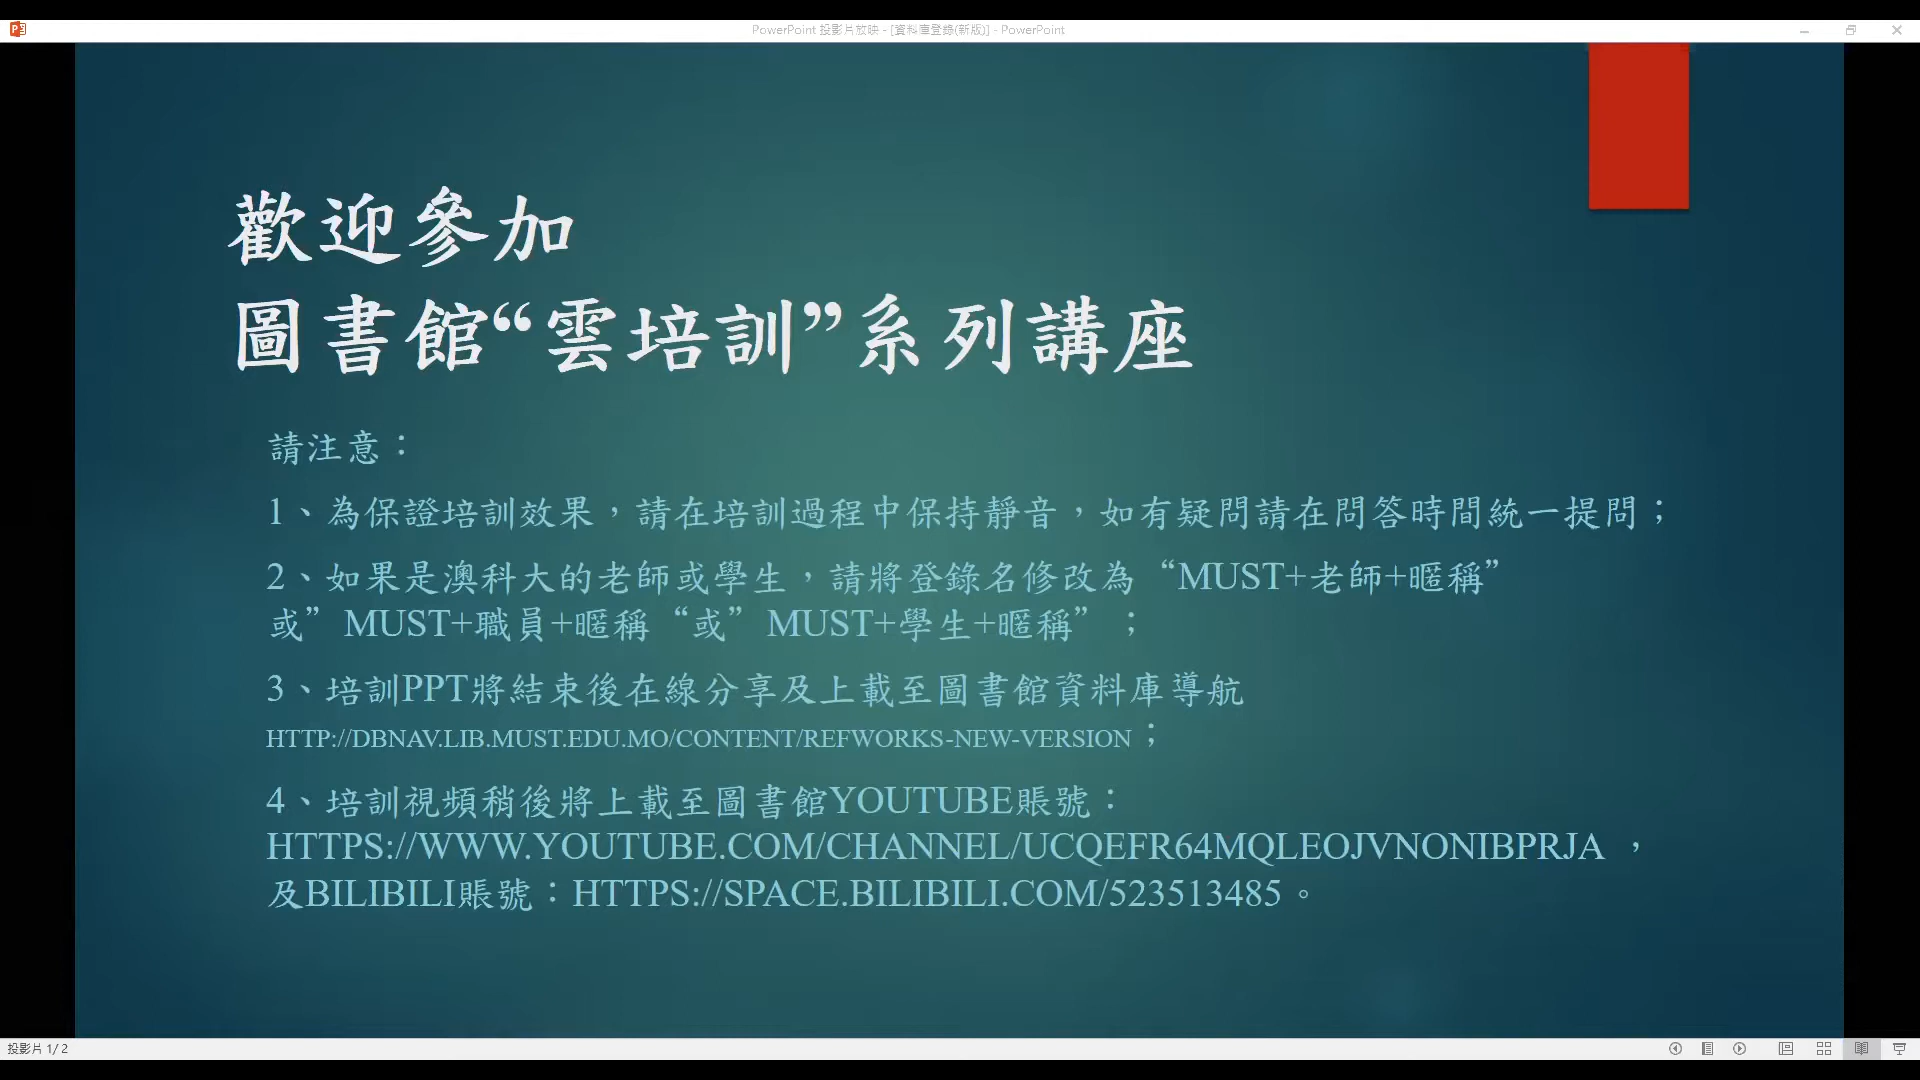 PowerPoint 投影片放映 - [資料庫登錄(新版)] - PowerPoint
歡迎參加
圖書館“雲培訓”系列講座
請注意：
1、為保證培訓效果，請在培訓過程中保持靜音，如有疑問請在問答時間統一提問；
2、如果是澳科大的老師或學生，請將登錄名修改為“MUST+老師+暱稱”
或”MUST+職員+暱稱“或”MUST+學生+暱稱”；
3、培訓PPT將結束後在線分享及上載至圖書館資料庫導航
HTTP://DBNAV.LIB.MUST.EDU.MO/CONTENT/REFWORKS-NEW-VERSION；
4、培訓視頻稍後將上載至圖書館YOUTUBE賬號：
HTTPS://WWW.YOUTUBE.COM/CHANNEL/UCQEFR64MQLEOJVNONIBPRJA，
及BILIBILI賬號：HTTPS://SPACE.BILIBILI.COM/523513485。
投影片 1/2